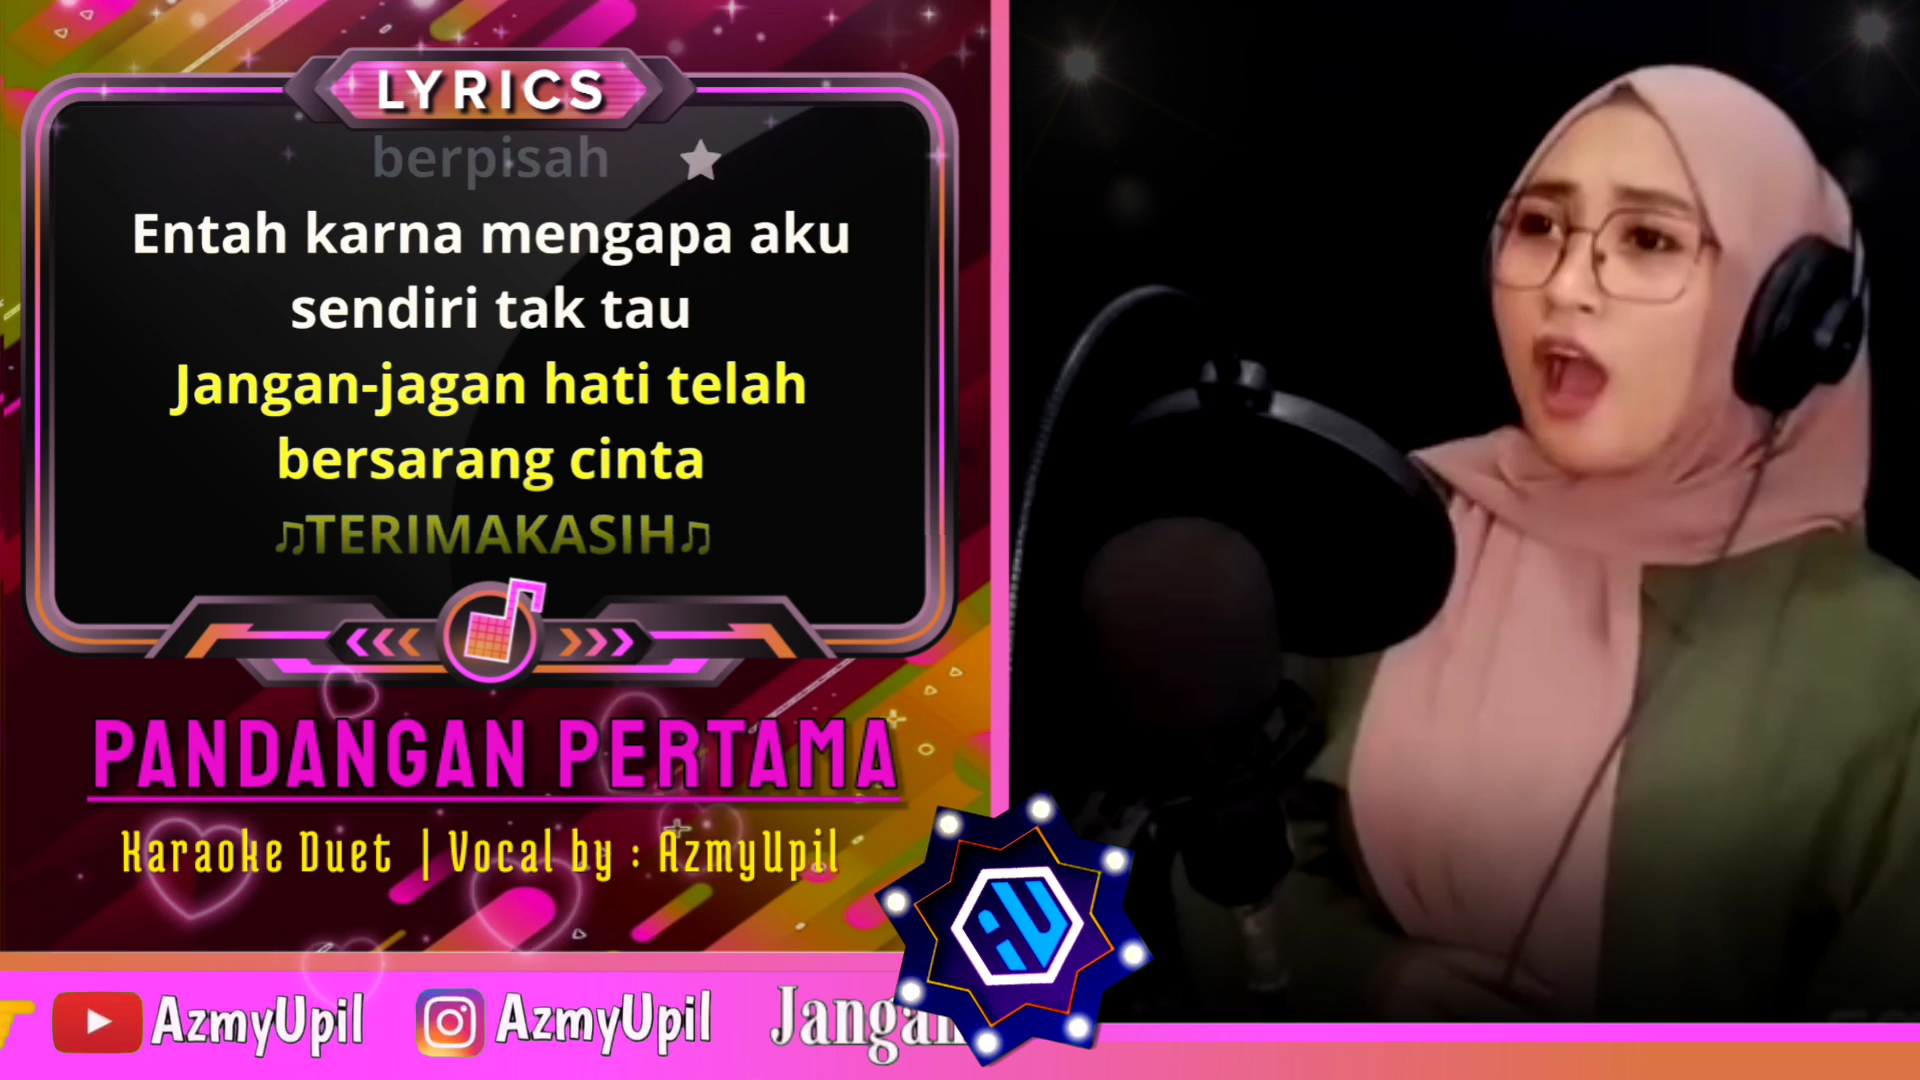 LYRICS
berpisah
Entah karna mengapa aku
sendiri tak tau
Jangan-jagan hati telah
bersarang cinta
♫TERIMAKASIH♫
PANDANGAN PERTAMA
Karaoke Duet | Vocal by : AzmyUpil
AU
AzmyUpil AzmyUpil Jangan